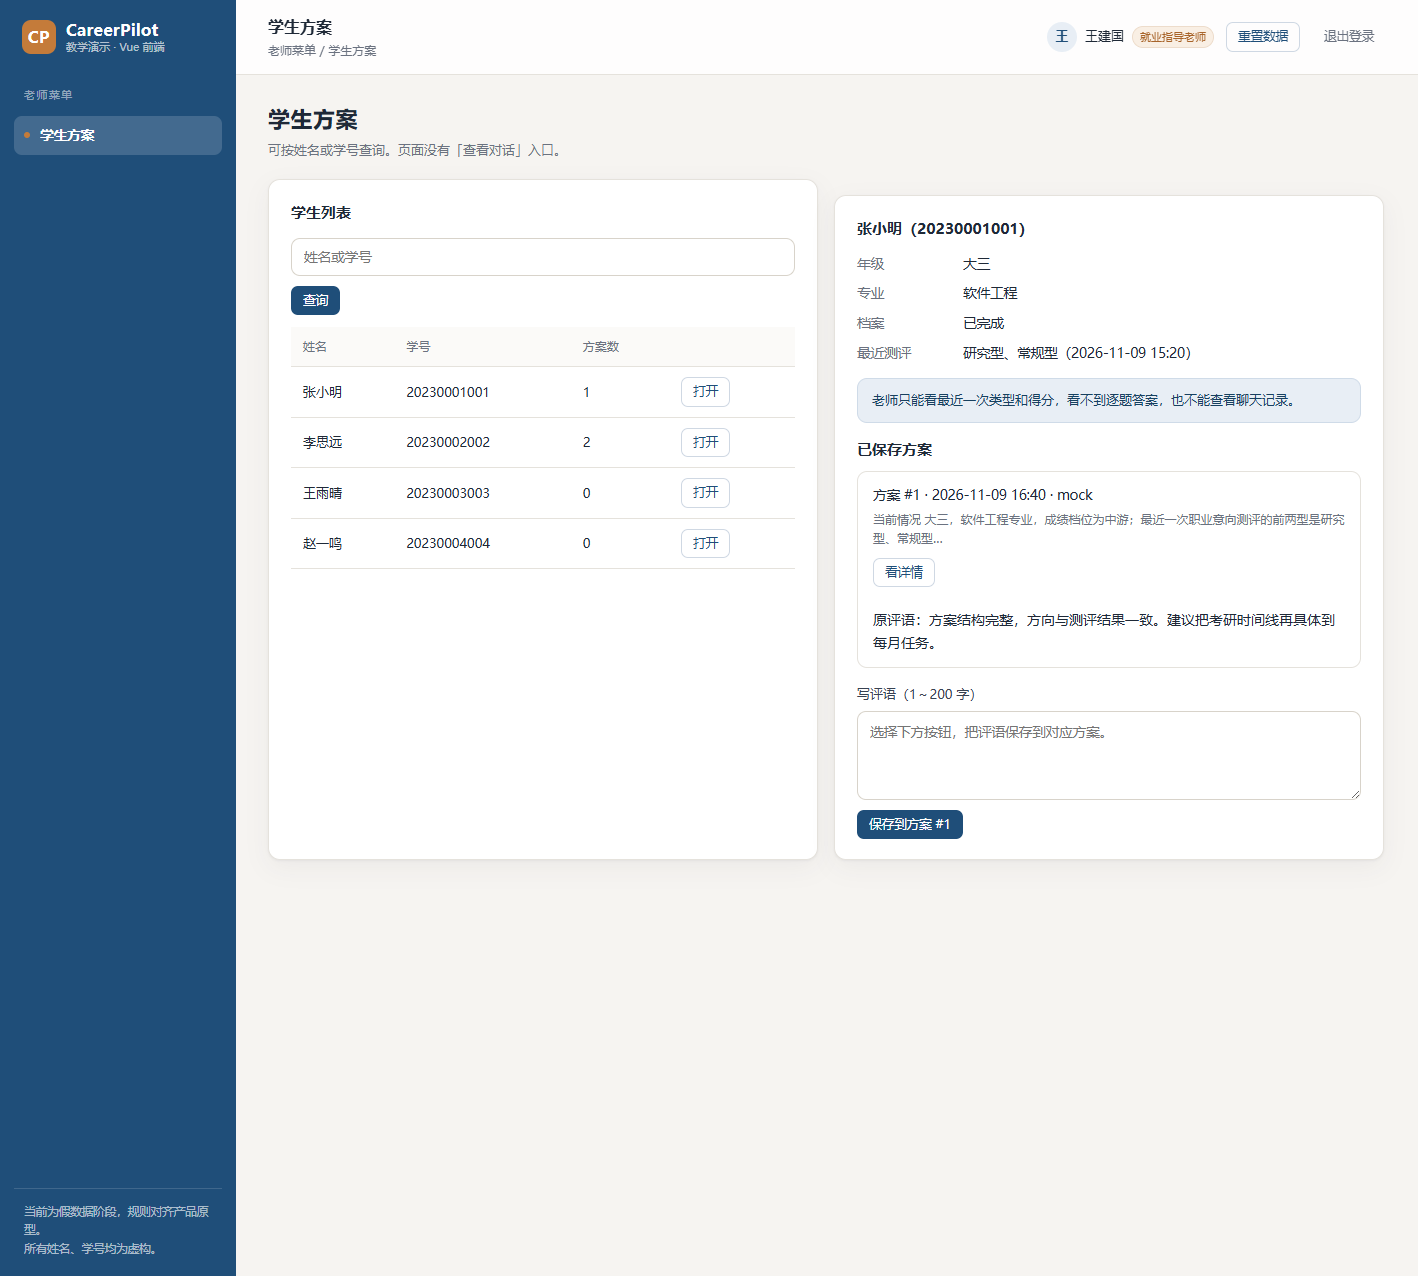 CP
CareerPilot
教学演示 · Vue 前端
老师菜单
学生方案
学生方案
老师菜单 / 学生方案
王
王建国
就业指导老师
重置数据
退出登录
学生方案
可按姓名或学号查询。页面没有「查看对话」入口。
学生列表
姓名或学号
查询
姓名 学号 方案数
张小明 20230001001 1 打开
李思远 20230002002 2 打开
王雨晴 20230003003 0 打开
赵一鸣 20230004004 0 打开
张小明（20230001001）
年级 大三
专业 软件工程
档案 已完成
最近测评 研究型、常规型（2026-11-09 15:20）
老师只能看最近一次类型和得分，看不到逐题答案，也不能查看聊天记录。
已保存方案
方案 #1 · 2026-11-09 16:40 · mock
当前情况 大三，软件工程专业，成绩档位为中游；最近一次职业意向测评的前两型是研究
型、常规型...
看详情
原评语：方案结构完整，方向与测评结果一致。建议把考研时间线再具体到
每月任务。
写评语（1～200 字）
选择下方按钮，把评语保存到对应方案。
保存到方案 #1
当前为假数据阶段，规则对齐产品原
型。
所有姓名、学号均为虚构。